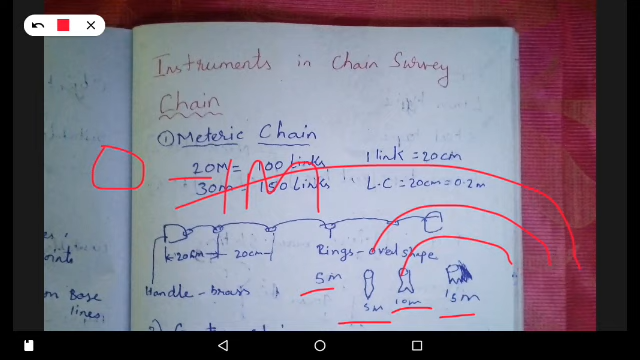 Instruments in Chain Survey
Chain
① Meteric Chain
20M = 100 links 1 link = 20cm
30m = 150 links L.C = 20cm = 0.2m
20cm 20cm Rings - oval shape
5m
Handle - brass 5m 10m 15m
on Base
lines